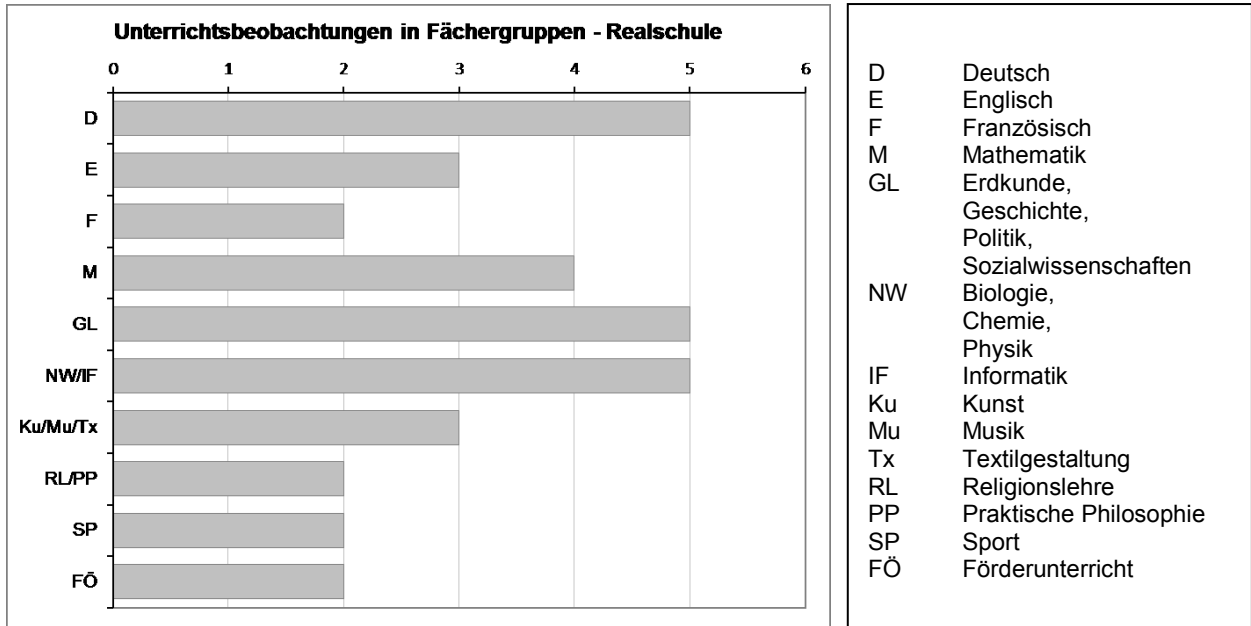 Unterrichtsbeobachtungen in Fächergruppen - Realschule
0 1 2 3 4 5 6
D
E
F
M
GL
NW/IF
Ku/Mu/Tx
RL/PP
SP
FÖ
D Deutsch
E Englisch
F Französisch
M Mathematik
GL Erdkunde,
Geschichte,
Politik,
Sozialwissenschaften
NW Biologie,
Chemie,
Physik
IF Informatik
Ku Kunst
Mu Musik
Tx Textilgestaltung
RL Religionslehre
PP Praktische Philosophie
SP Sport
FÖ Förderunterricht